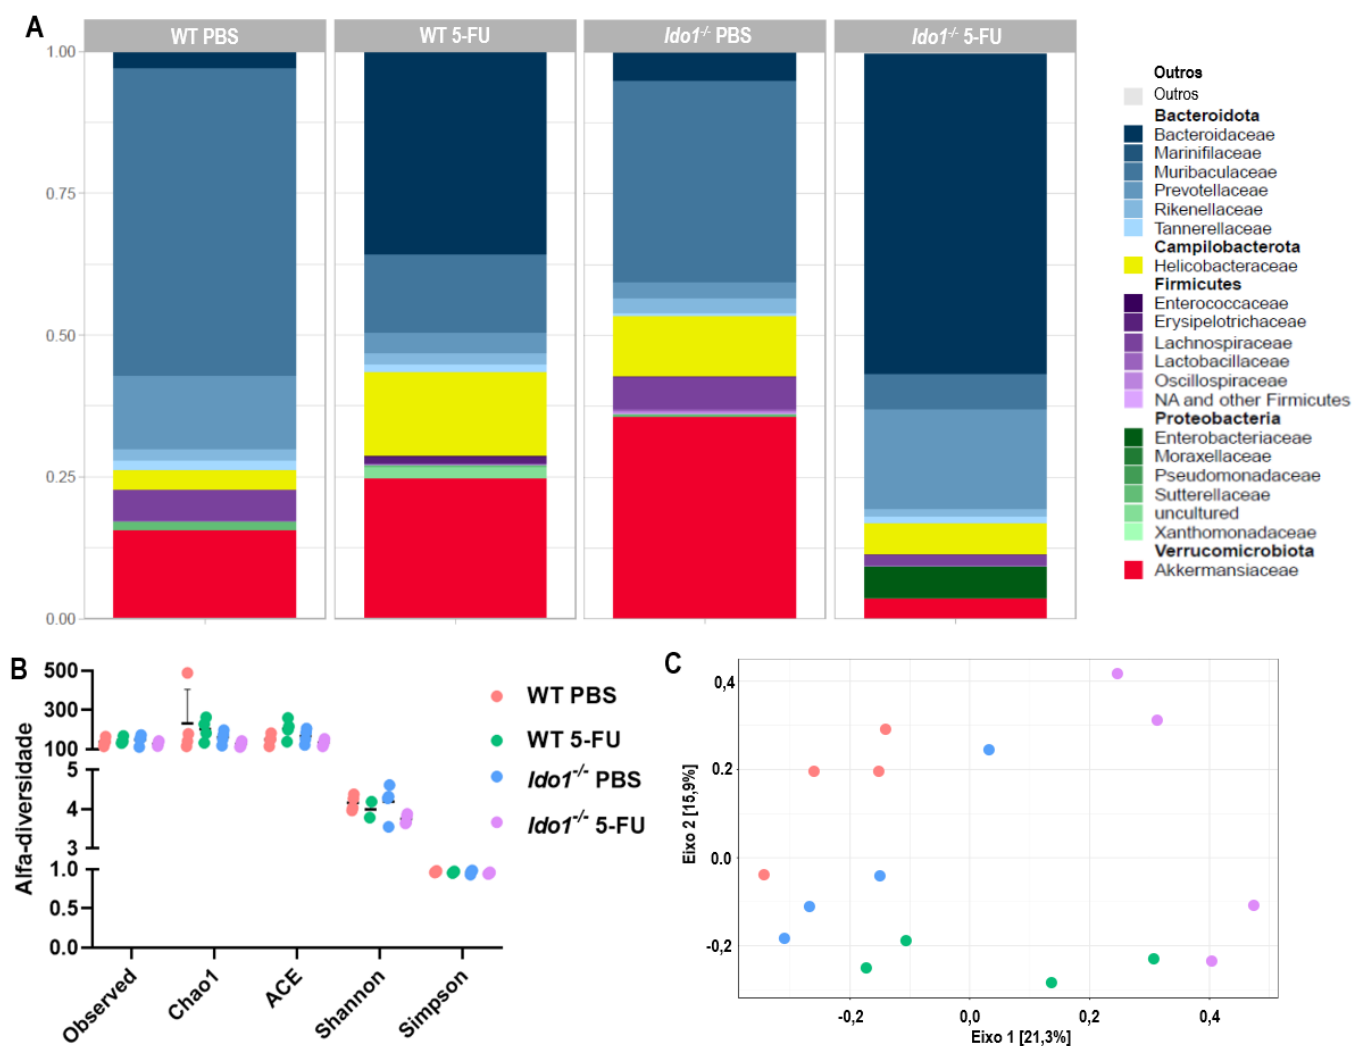 A
WT PBS
WT 5-FU
Ido1-/- PBS
Ido1-/- 5-FU
1.00
0.75
0.50
0.25
0.00
Outros
Outros
Bacteroidota
Bacteroidaceae
Marinifilaceae
Muribaculaceae
Prevotellaceae
Rikenellaceae
Tannerellaceae
Campilobacterota
Helicobacteraceae
Firmicutes
Enterococcaceae
Erysipelotrichaceae
Lachnospiraceae
Lactobacillaceae
Oscillospiraceae
NA and other Firmicutes
Proteobacteria
Enterobacteriaceae
Moraxellaceae
Pseudomonadaceae
Sutterellaceae
uncultured
Xanthomonadaceae
Verrucomicrobiota
Akkermansiaceae
B
Alfa-diversidade
500
300
100
5
4
3
1.0
0.5
0.0
Observed
Chao1
ACE
Shannon
Simpson
WT PBS
WT 5-FU
Ido1-/- PBS
Ido1-/- 5-FU
C
Eixo 2 [15,9%]
0,4
0.2
0.0
-0,2
-0,2
0,0
0,2
0,4
Eixo 1 [21,3%]